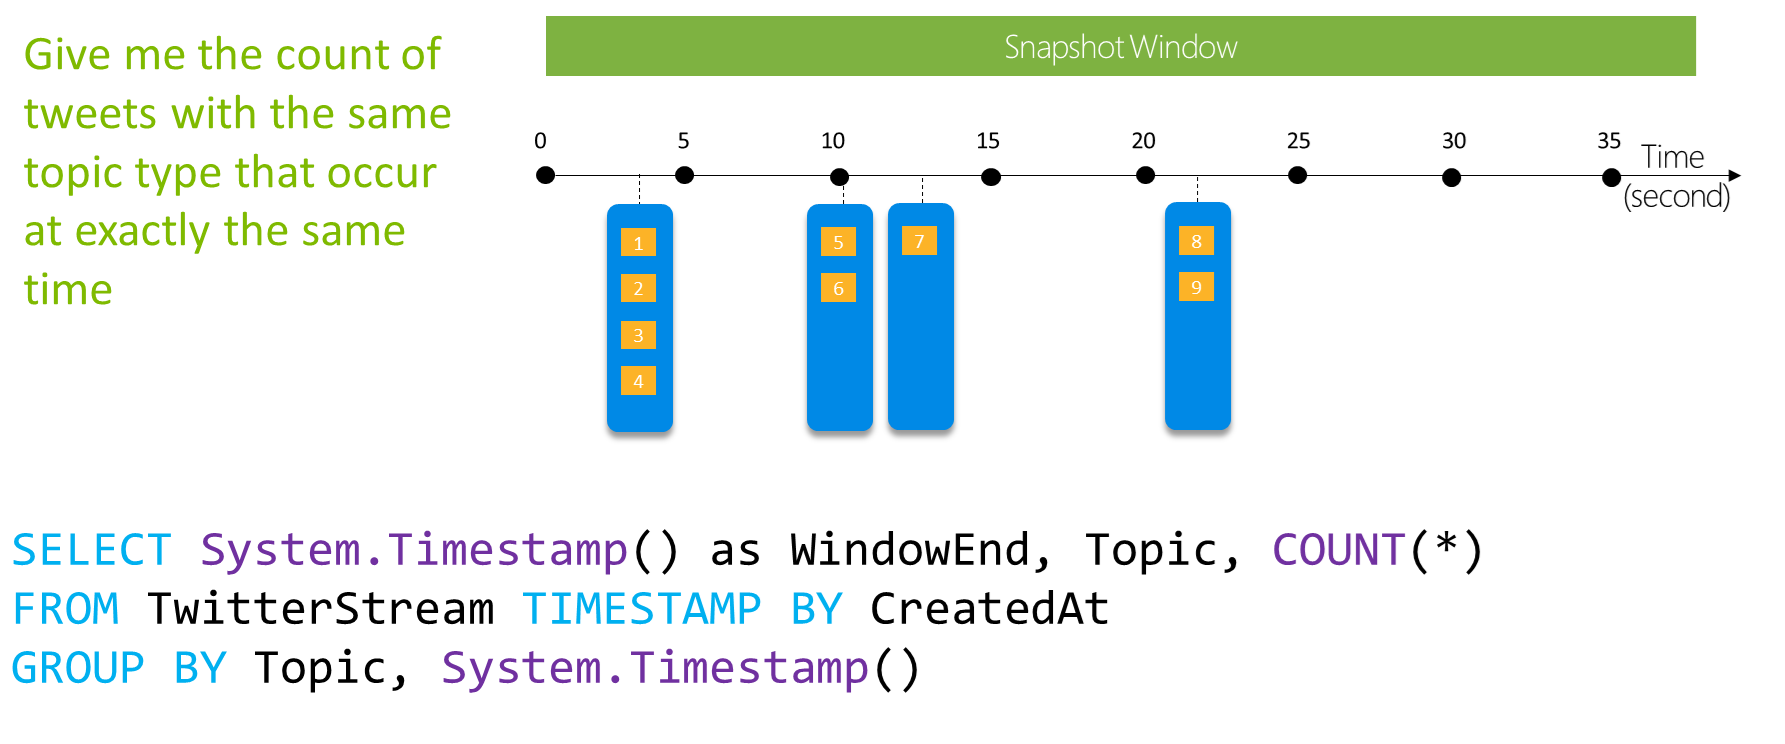 Give me the count of
tweets with the same
topic type that occur
at exactly the same
time
Snapshot Window
0 5 10 15 20 25 30 35
Time
(second)
1 5 7 8
2 6 9
3
4
SELECT System.Timestamp() as WindowEnd, Topic, COUNT(*)
FROM TwitterStream TIMESTAMP BY CreatedAt
GROUP BY Topic, System.Timestamp()